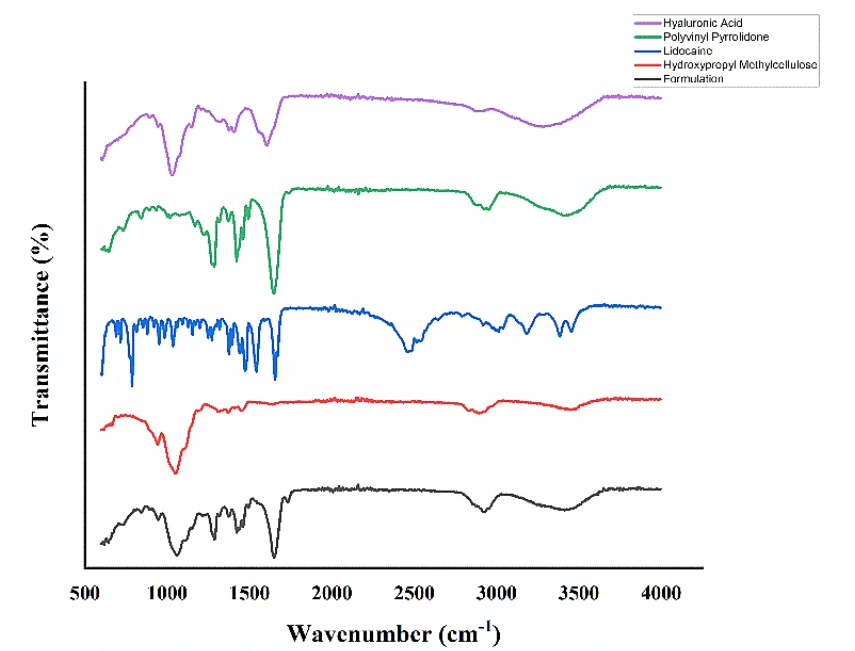 Hyaluronic Acid
Polyvinyl Pyrrolidone
Lidocaine
Hydroxypropyl Methylcellulose
Formulation
Transmittance (%)
500 1000 1500 2000 2500 3000 3500 4000
Wavenumber (cm-1)